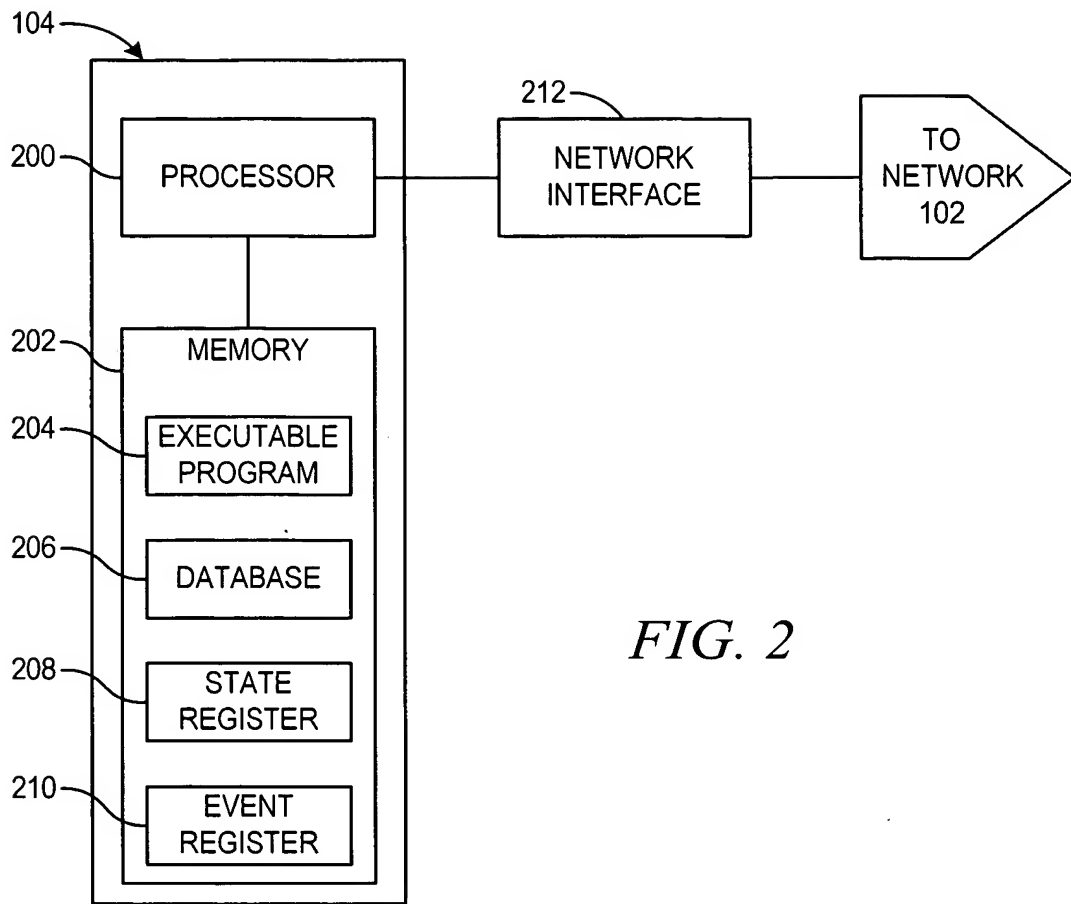 104
212
200
PROCESSOR
NETWORK
INTERFACE
TO
NETWORK
102
202
MEMORY
204
EXECUTABLE
PROGRAM
206
DATABASE
208
STATE
REGISTER
210
EVENT
REGISTER
FIG. 2